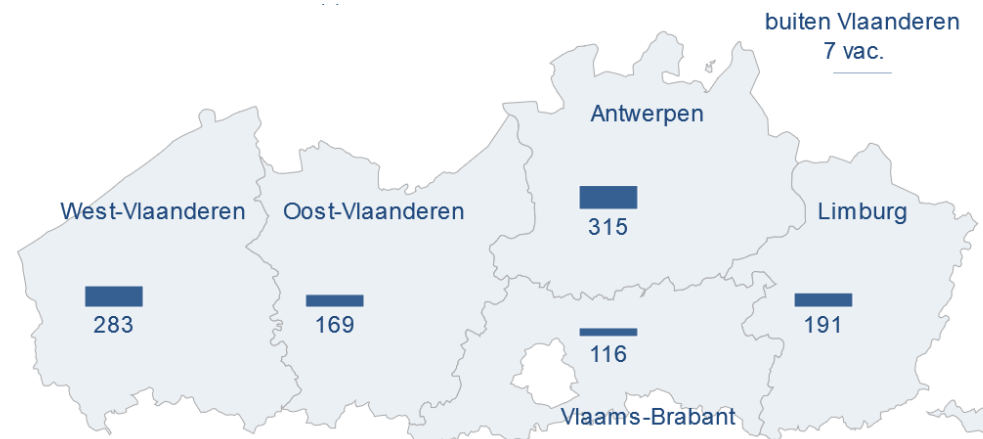 buiten Vlaanderen
7 vac.
Antwerpen
315
West-Vlaanderen
283
Oost-Vlaanderen
169
Limburg
191
116
Vlaams-Brabant